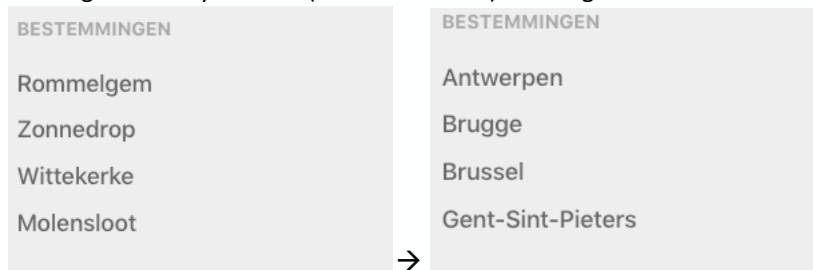 BESTEMMINGEN
Rommelgem
Zonnedrop
Wittekerke
Molensloot
→
BESTEMMINGEN
Antwerpen
Brugge
Brussel
Gent-Sint-Pieters